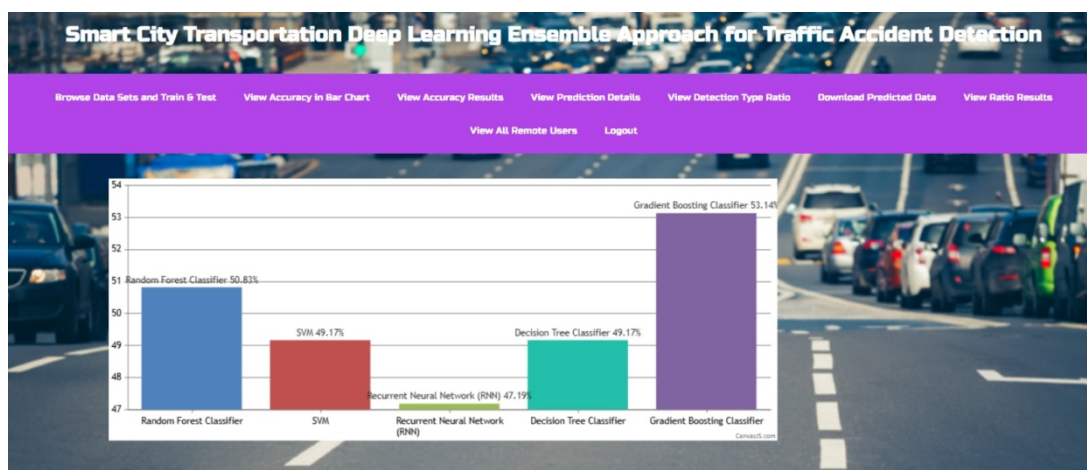 Smart City Transportation Deep Learning Ensemble Approach for Traffic Accident Detection
Browse Data Sets and Train & Test View Accuracy in Bar Chart View Accuracy Results View Prediction Details View Detection Type Ratio Download Predicted Data View Ratio Results
View All Remote Users Logout
54
Gradient Boosting Classifier 53.14%
53
52
51
Random Forest Classifier 50.83%
50
SVM 49.17%
Decision Tree Classifier 49.17%
49
48
Recurrent Neural Network (RNN) 47.19%
47
Random Forest Classifier SVM Recurrent Neural Network Decision Tree Classifier Gradient Boosting Classifier
(RNN)
CanvasJS.com